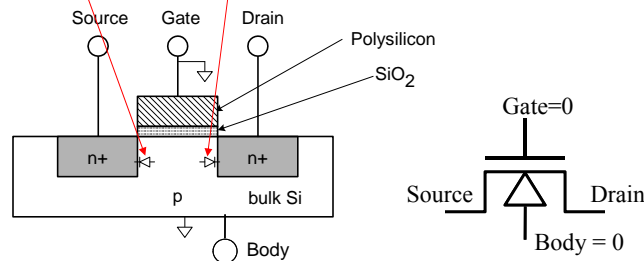 Source Gate Drain
Polysilicon
SiO2
n+ n+
p bulk Si
Body
Gate=0
Source Drain
Body = 0